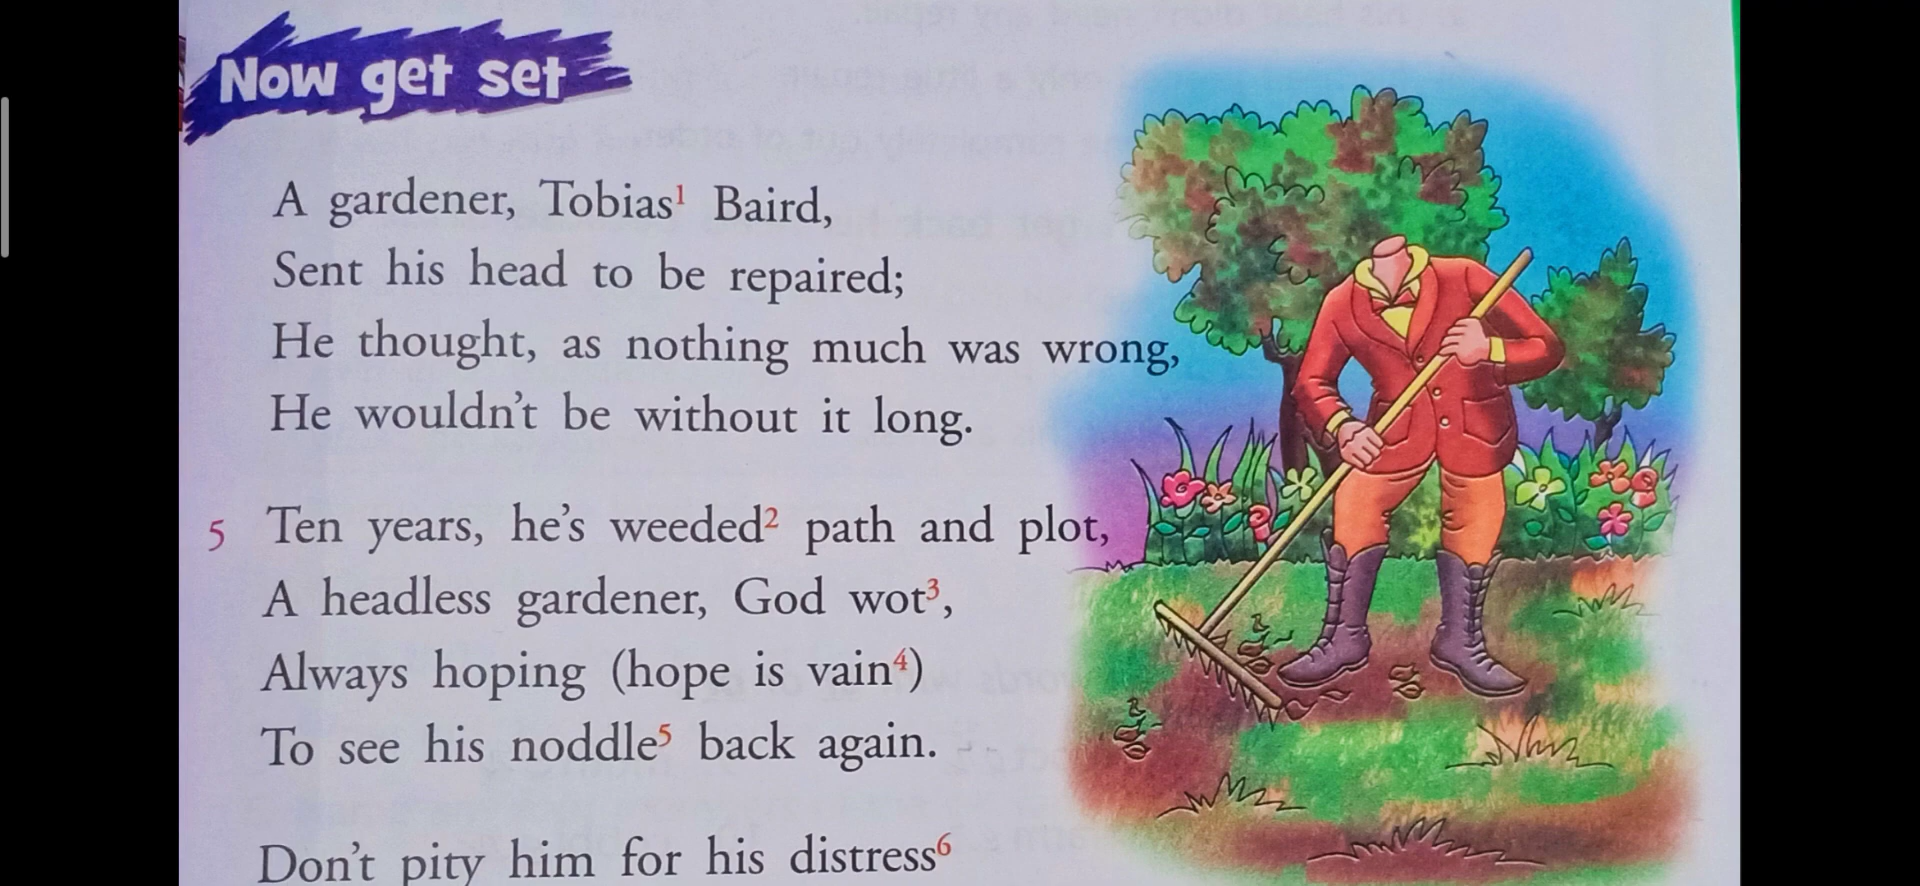 Now get set
A gardener, Tobias¹ Baird,
Sent his head to be repaired;
He thought, as nothing much was wrong,
He wouldn't be without it long.
5 Ten years, he's weeded² path and plot,
A headless gardener, God wot³,
Always hoping (hope is vain⁴)
To see his noddle⁵ back again.
Don't pity him for his distress⁶